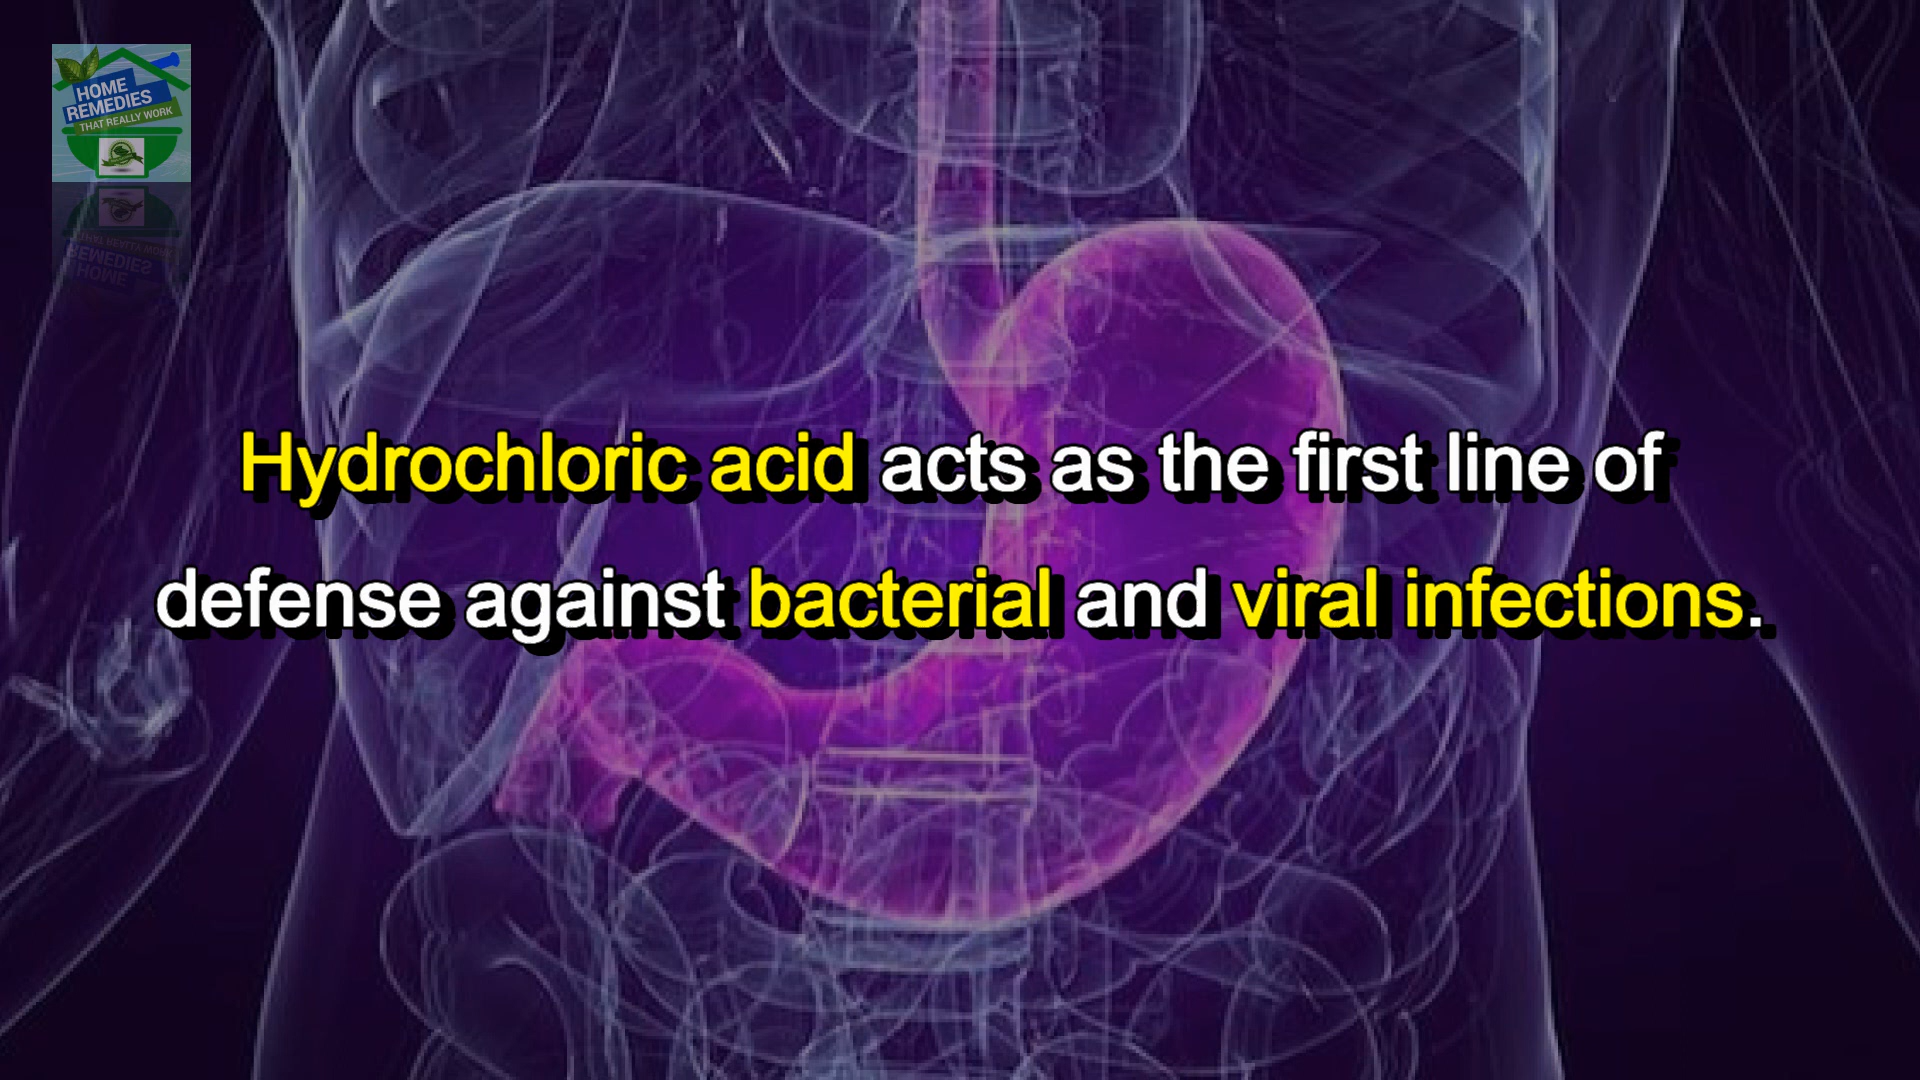 HOME
REMEDIES
THAT REALLY WORK
Hydrochloric acid acts as the first line of
defense against bacterial and viral infections.